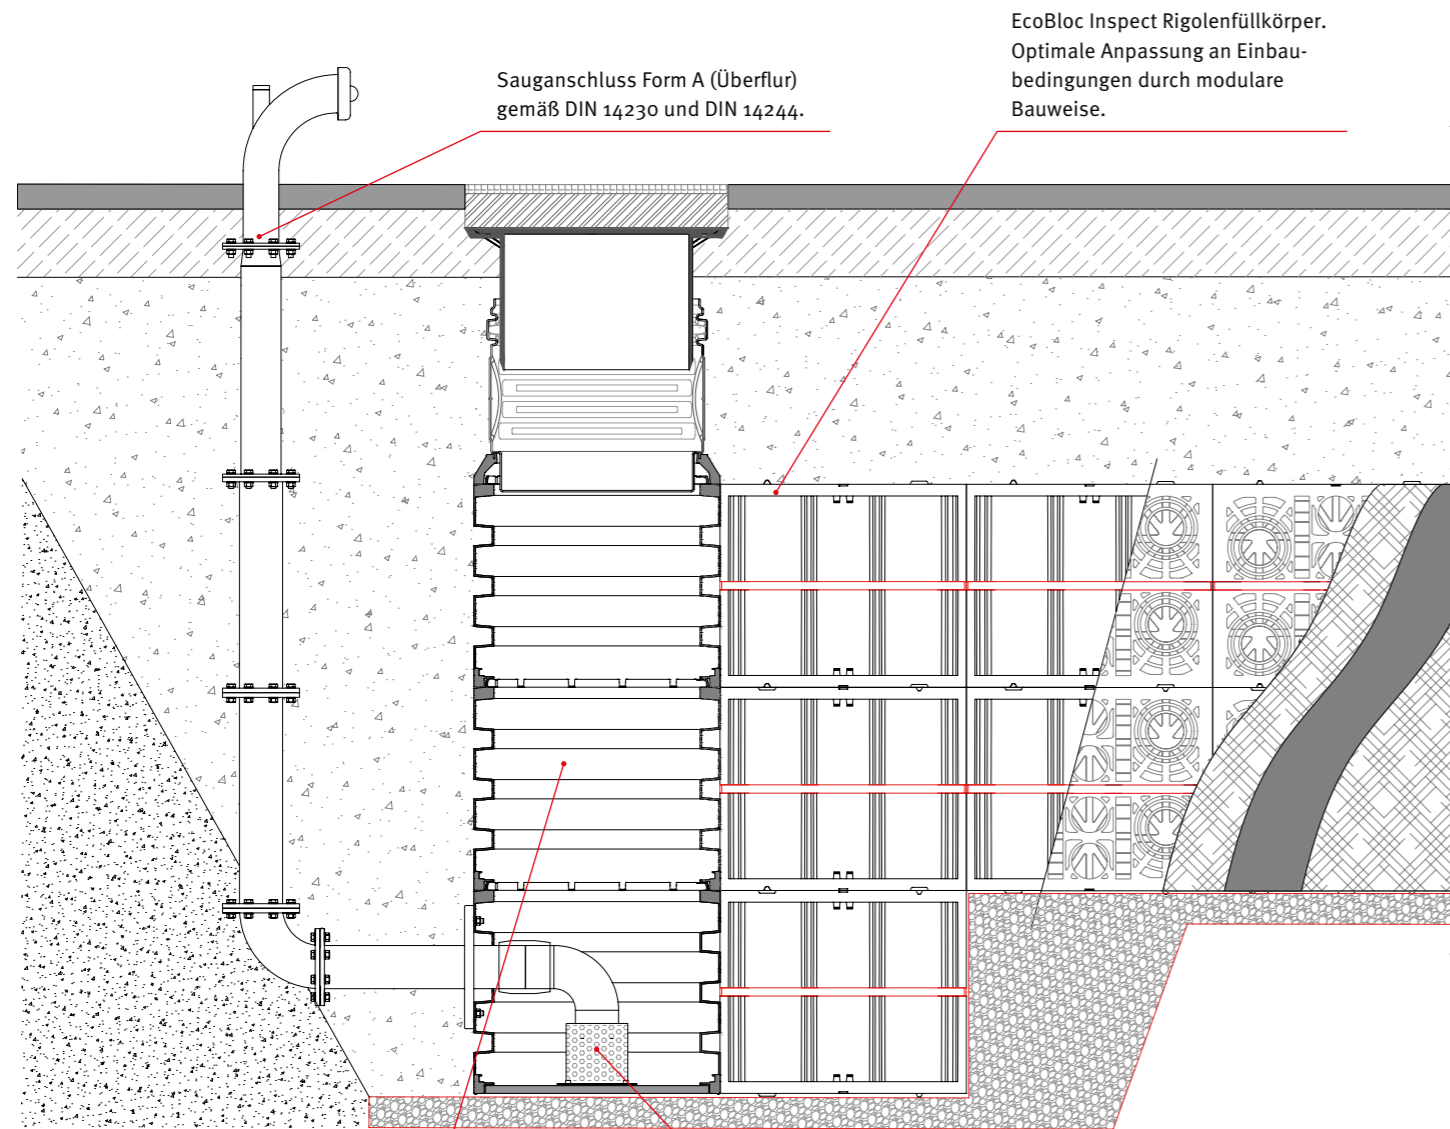 Sauganschluss Form A (Überflur)
gemäß DIN 14230 und DIN 14244.
EcoBloc Inspect Rigolenfüllkörper.
Optimale Anpassung an Einbau-
bedingungen durch modulare
Bauweise.